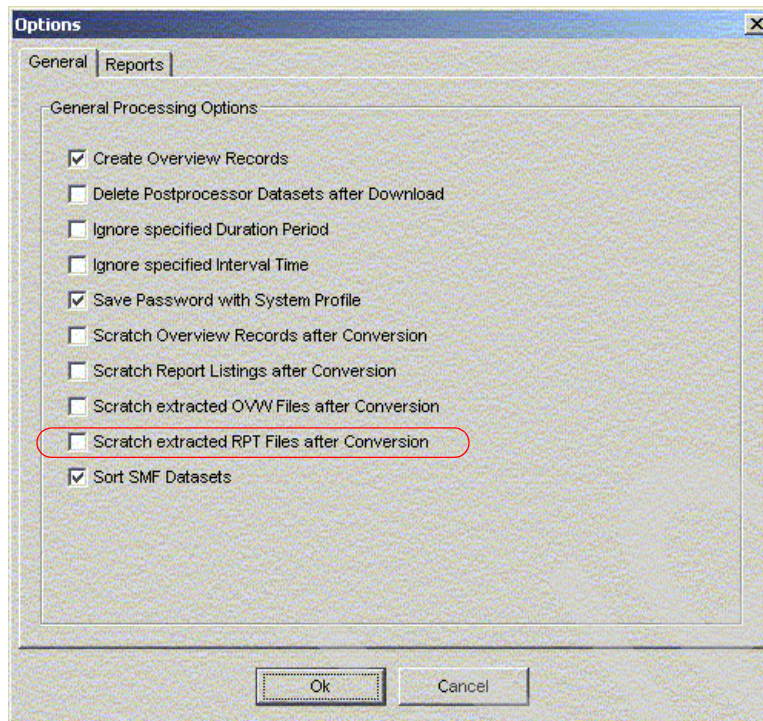 Options
General Reports
General Processing Options
Create Overview Records
Delete Postprocessor Datasets after Download
Ignore specified Duration Period
Ignore specified Interval Time
Save Password with System Profile
Scratch Overview Records after Conversion
Scratch Report Listings after Conversion
Scratch extracted OVW Files after Conversion
Scratch extracted RPT Files after Conversion
Sort SMF Datasets
Ok Cancel